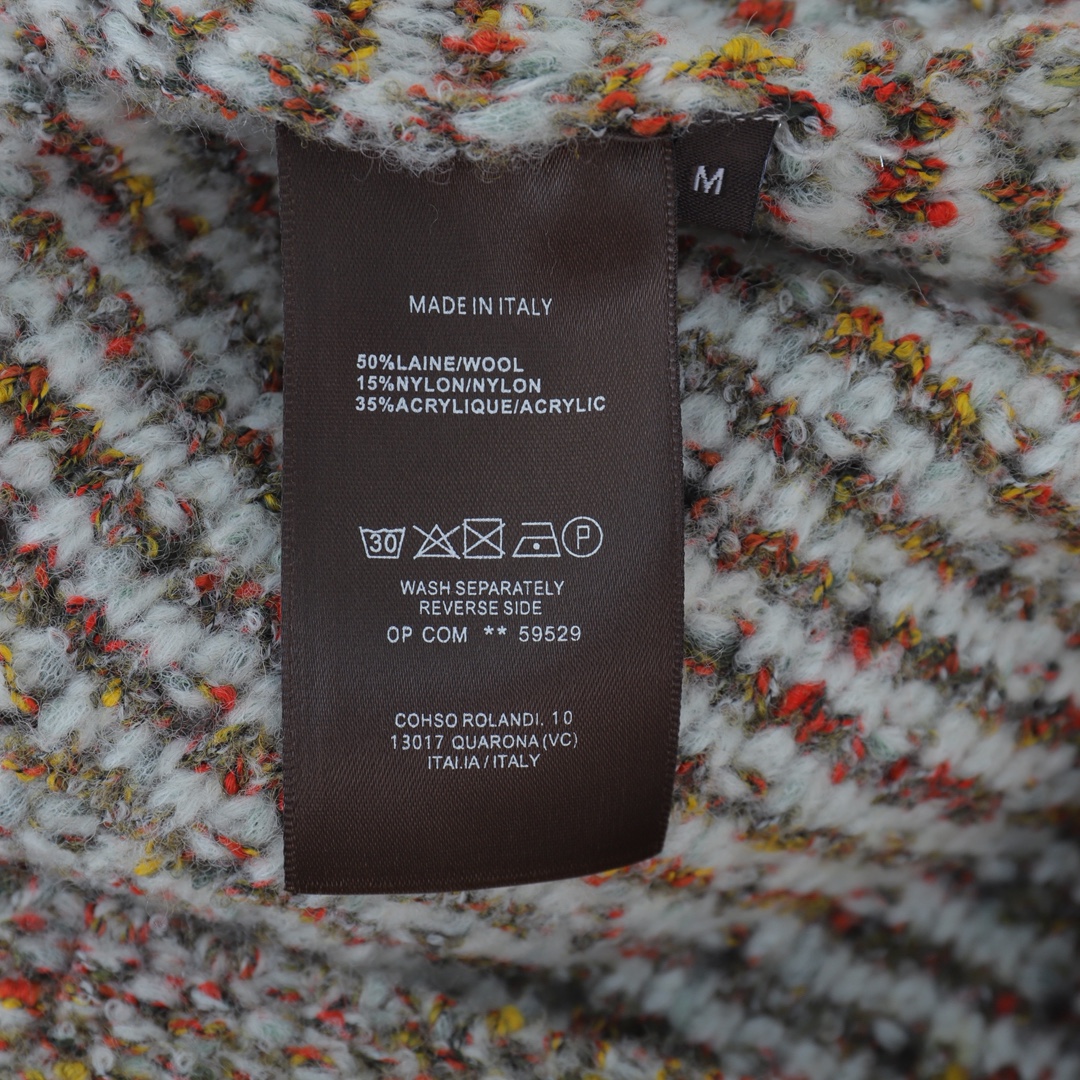 M
MADE IN ITALY
50%LAINE/WOOL
15%NYLON/NYLON
35%ACRYLIQUE/ACRYLIC
30 P
WASH SEPARATELY
REVERSE SIDE
OP COM ** 59529
COHSO ROLANDI. 10
13017 QUARONA (VC)
ITALIA / ITALY